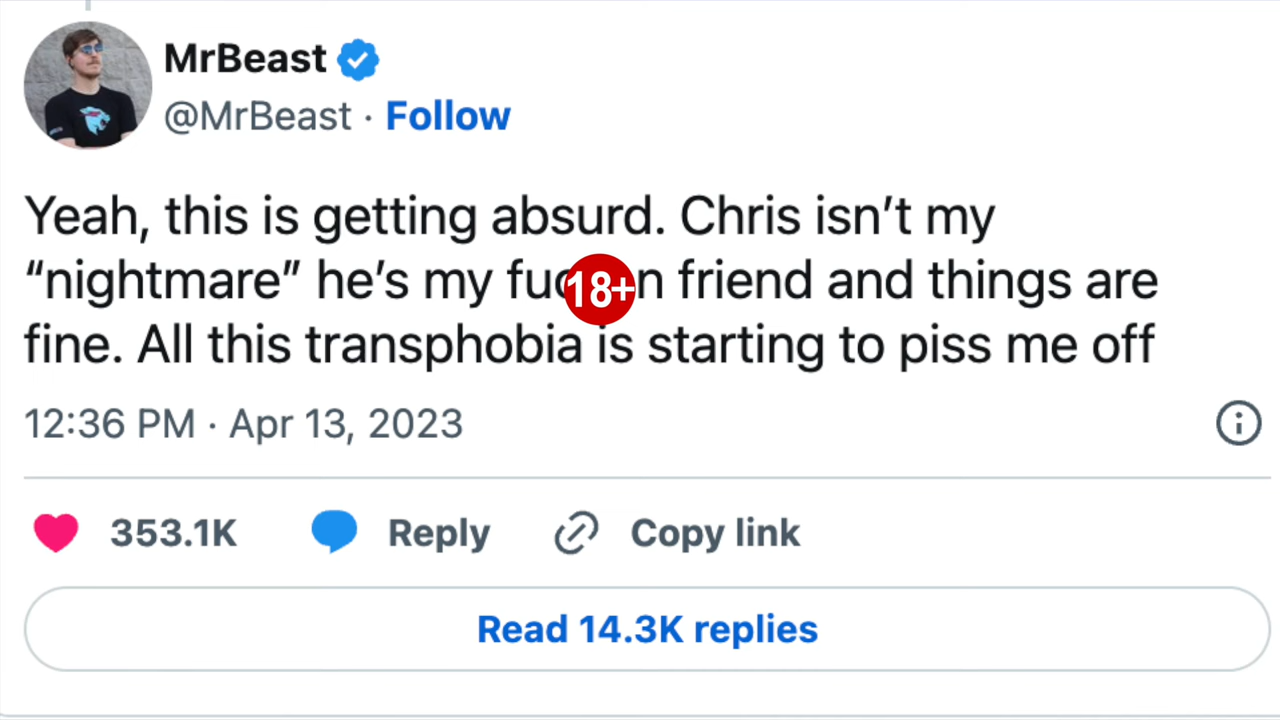 MrBeast
@MrBeast · Follow
Yeah, this is getting absurd. Chris isn’t my
“nightmare” he’s my fuc18+n friend and things are
fine. All this transphobia is starting to piss me off
12:36 PM · Apr 13, 2023
353.1K Reply Copy link
Read 14.3K replies